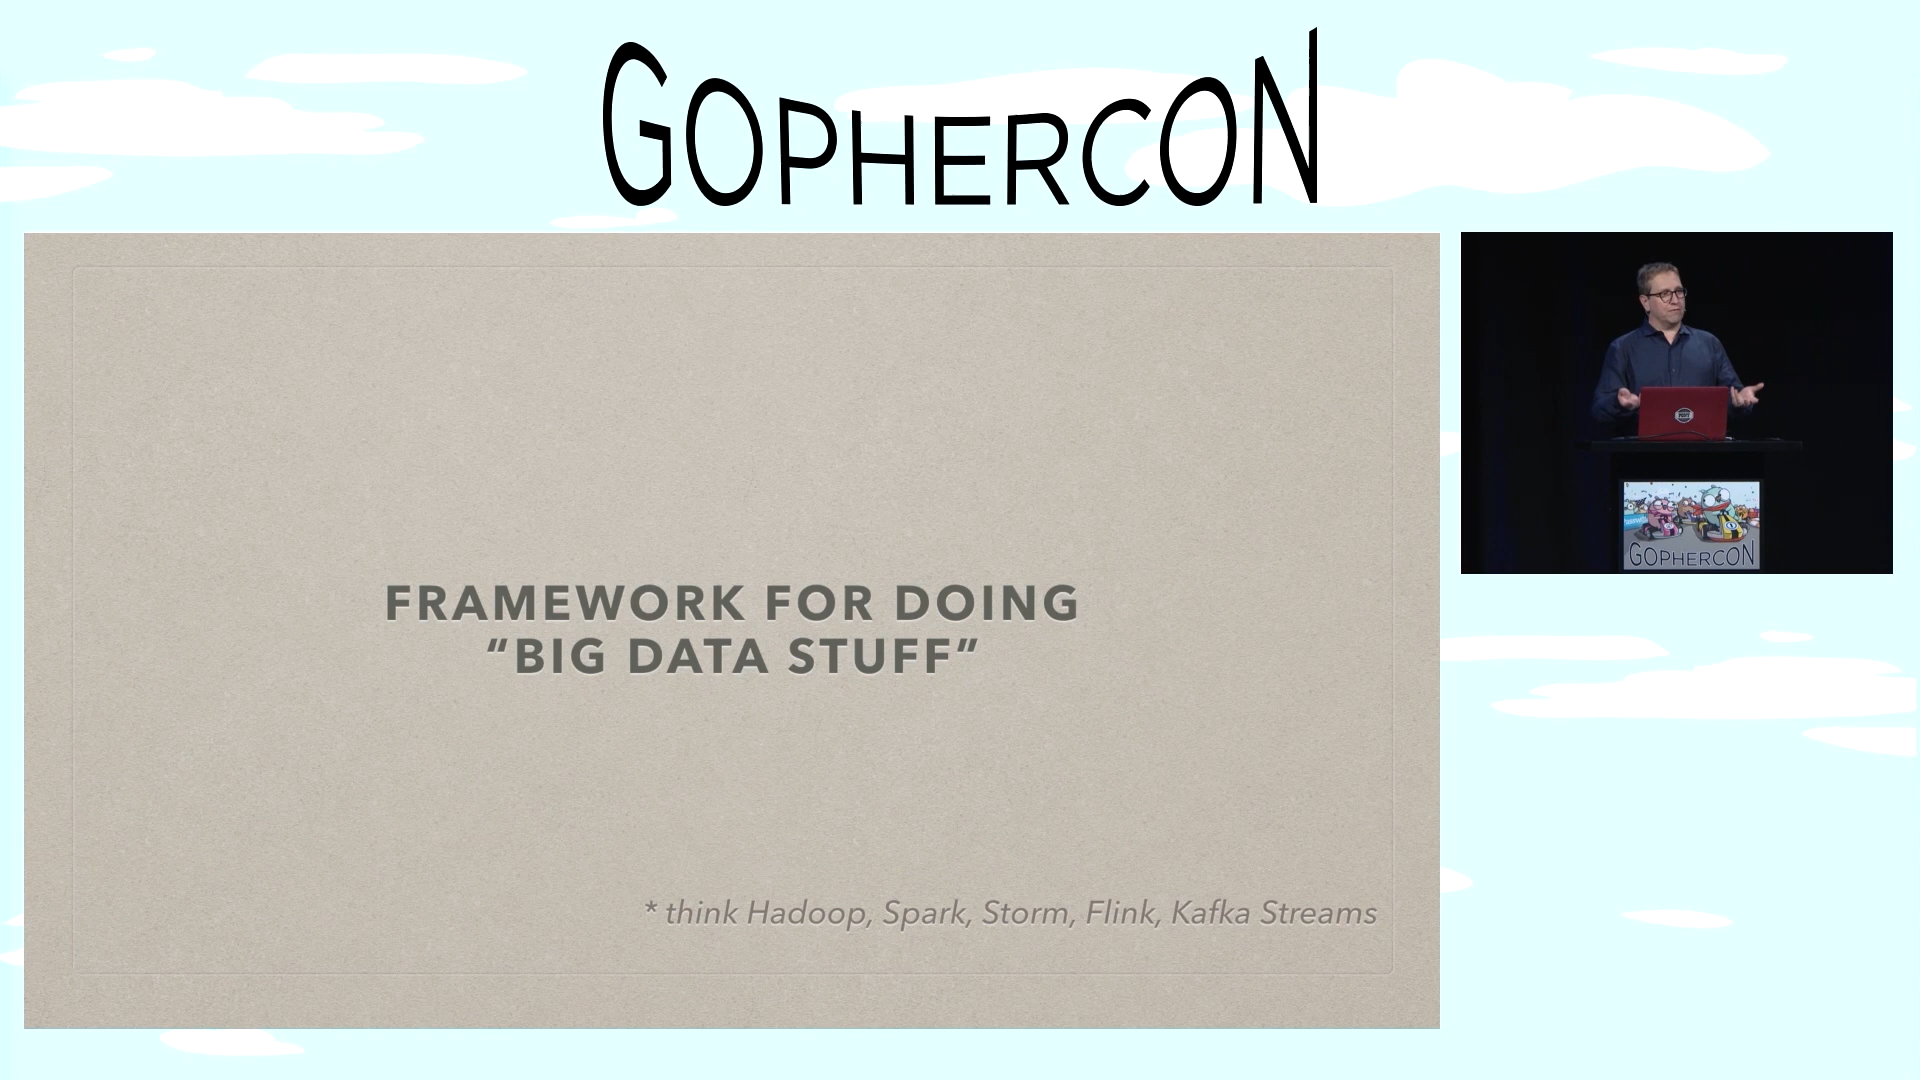 GOPHERCON
FRAMEWORK FOR DOING
“BIG DATA STUFF”
* think Hadoop, Spark, Storm, Flink, Kafka Streams
GOPHERCON